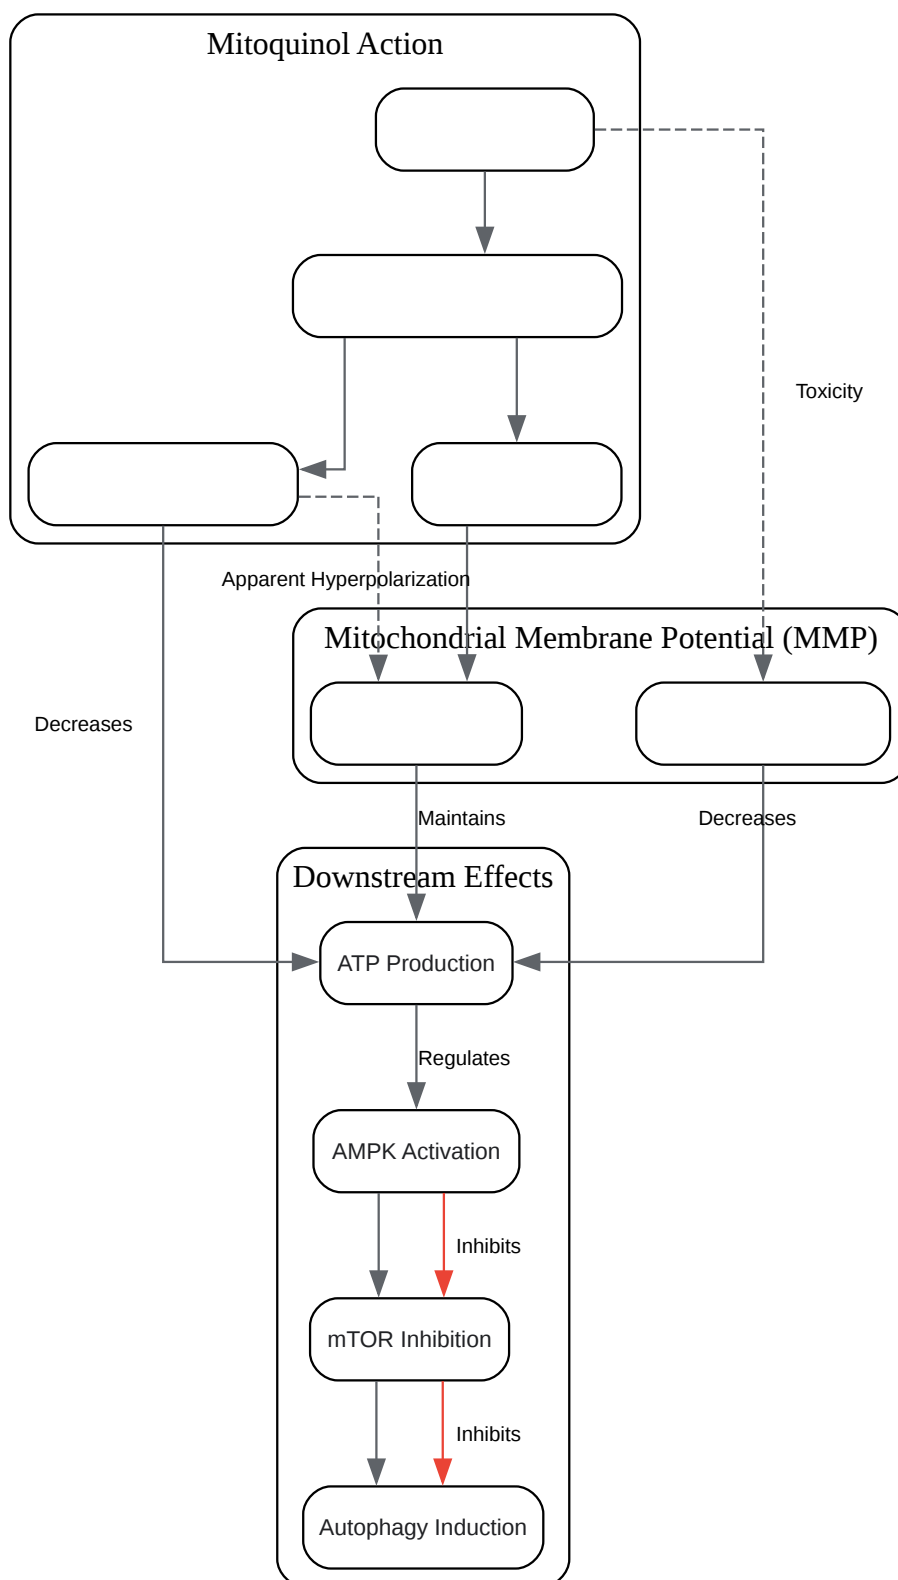 Mitoquinol Action
Toxicity
Apparent Hyperpolarization
Mitochondrial Membrane Potential (MMP)
Decreases
Maintains
Decreases
Downstream Effects
ATP Production
Regulates
AMPK Activation
Inhibits
mTOR Inhibition
Inhibits
Autophagy Induction